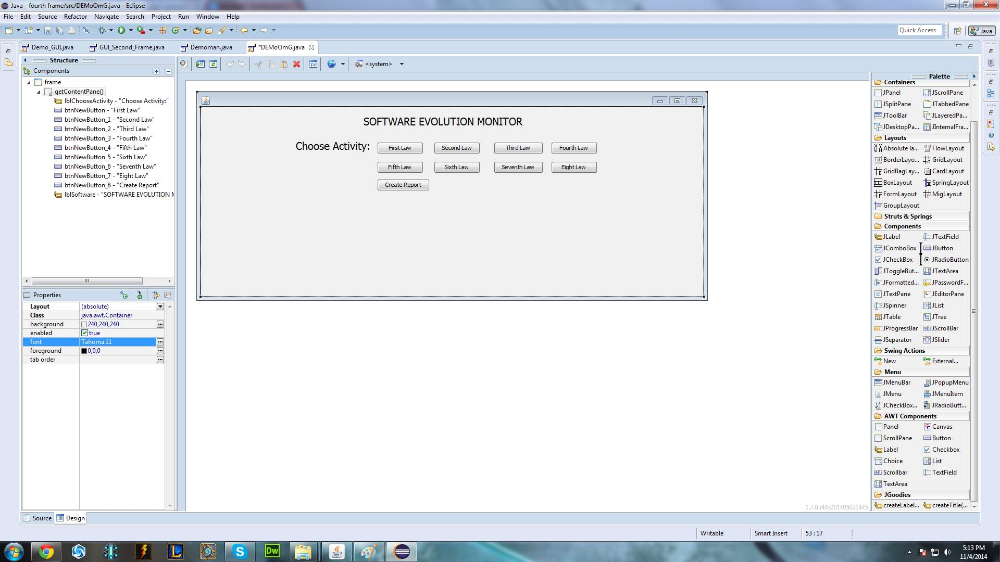 Java - fourth frame/src/DEMoOmG.java - Eclipse
File Edit Source Refactor Navigate Search Project Run Window Help
Quick Access
Java
Demo_GUI.java GUI_Second_Frame.java Demoman.java *DEMoOmG.java
Structure
Components
<system>
frame
getContentPane()
lblChooseActivity - "Choose Activity:"
btnNewButton - "First Law"
btnNewButton_1 - "Second Law"
btnNewButton_2 - "Third Law"
btnNewButton_3 - "Fourth Law"
btnNewButton_4 - "Fifth Law"
btnNewButton_5 - "Sixth Law"
btnNewButton_6 - "Seventh Law"
btnNewButton_7 - "Eight Law"
btnNewButton_8 - "Create Report"
lblSoftware - "SOFTWARE EVOLUTION M
Properties
Layout (absolute)
Class java.awt.Container
background 240,240,240
enabled true
font Tahoma 11
foreground 0,0,0
tab order
Source Design
SOFTWARE EVOLUTION MONITOR
Choose Activity: First Law Second Law Third Law Fourth Law
Fifth Law Sixth Law Seventh Law Eight Law
Create Report
1.7.0.r44x201405021445
Palette
Containers
JPanel JScrollPane
JSplitPane JTabbedPane
JToolBar JLayeredPa...
JDesktopPa... JInternalFra...
Layouts
Absolute la... FlowLayout
BorderLayo... GridLayout
GridBagLay... CardLayout
BoxLayout SpringLayout
FormLayout MigLayout
GroupLayout
Struts & Springs
Components
JLabel JTextField
JComboBox JButton
JCheckBox JRadioButton
JToggleBut... JTextArea
JFormatted... JPasswordF...
JTextPane JEditorPane
JSpinner JList
JTable JTree
JProgressBar JScrollBar
JSeparator JSlider
Swing Actions
New External...
Menu
JMenuBar JPopupMenu
JMenu JMenuItem
JCheckBox... JRadioButt...
AWT Components
Panel Canvas
ScrollPane Button
Label Checkbox
Choice List
Scrollbar TextField
TextArea
JGoodies
createLabel... createTitle(...
Writable Smart Insert 53 : 17
Dw
5:13 PM
11/4/2014